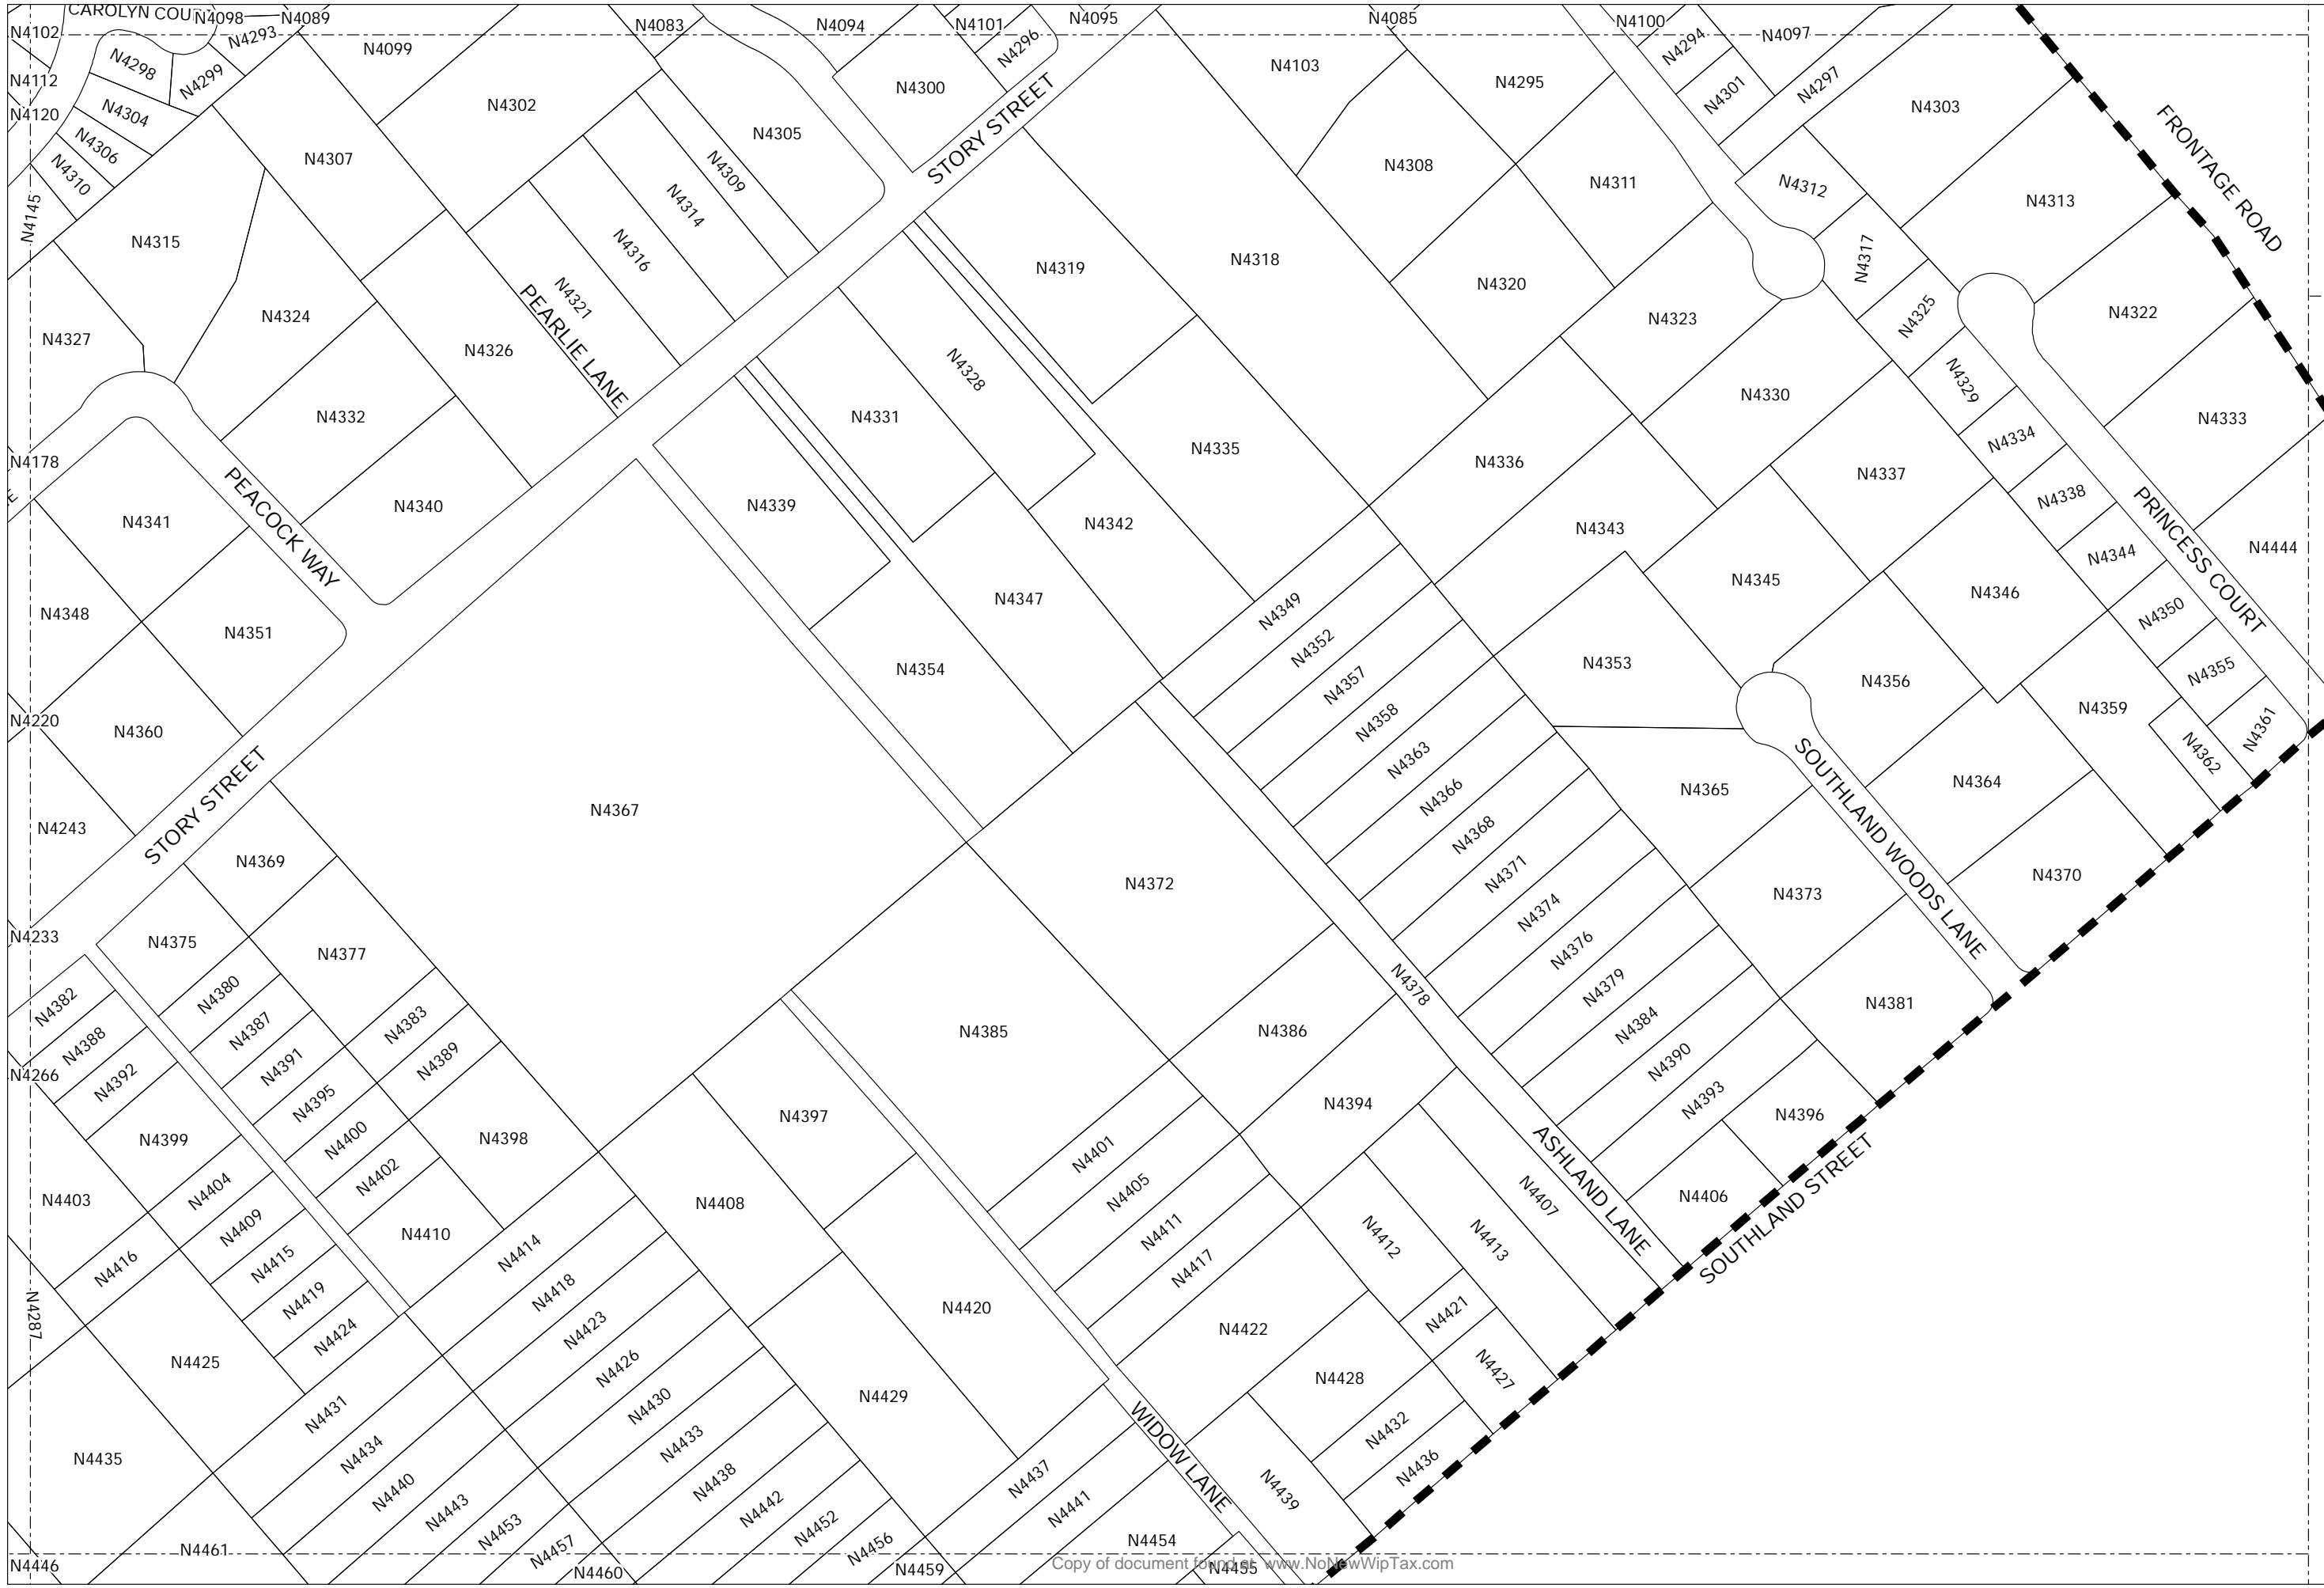 CAROLYN COU
N4098
N4089
N4083
N4094
N4101
N4095
N4085
N4100
N4097
N4102
N4293
N4099
N4296
N4294
N4298
N4299
N4112
N4300
N4103
N4295
N4301
N4297
N4303
N4120
N4304
N4302
N4305
STORY STREET
FRONTAGE ROAD
N4306
N4307
N4309
N4308
N4311
N4312
N4310
N4314
N4313
N4145
N4315
N4316
N4318
N4317
N4319
N4320
N4321
PEARLIE LANE
N4324
N4323
N4325
N4322
N4327
N4326
N4328
N4330
N4329
N4332
N4331
N4333
N4334
N4178
E
N4335
N4336
N4337
N4338
PRINCESS COURT
PEACOCK WAY
N4340
N4339
N4341
N4342
N4343
N4344
N4444
N4345
N4346
N4348
N4347
N4349
N4350
N4351
N4352
N4353
N4355
N4354
N4357
N4356
N4358
N4359
N4220
N4360
N4361
N4362
N4363
SOUTHLAND WOODS LANE
STORY STREET
N4365
N4364
N4366
N4367
N4243
N4368
N4369
N4370
N4371
N4372
N4373
N4374
N4233
N4375
N4376
N4377
N4378
N4379
N4380
N4381
N4382
N4383
N4384
N4385
N4386
N4387
N4388
N4389
N4390
N4266
N4391
N4392
N4393
N4394
N4395
N4396
N4397
N4398
N4399
N4400
N4401
ASHLAND LANE
SOUTHLAND STREET
N4402
N4403
N4404
N4405
N4406
N4407
N4408
N4409
N4410
N4411
N4412
N4413
N4414
N4415
N4416
N4417
N4418
N4419
N4420
N4421
N4287
N4422
N4423
N4424
N4425
N4426
N4427
N4428
N4429
N4430
N4431
N4432
N4433
N4434
N4435
N4436
WIDOW LANE
N4437
N4438
N4439
N4440
N4441
N4442
N4443
N4452
N4453
N4454
N4456
N4457
N4461
N4446
N4460
N4459
N4455
Copy of document found at www.NoNewWipTax.com